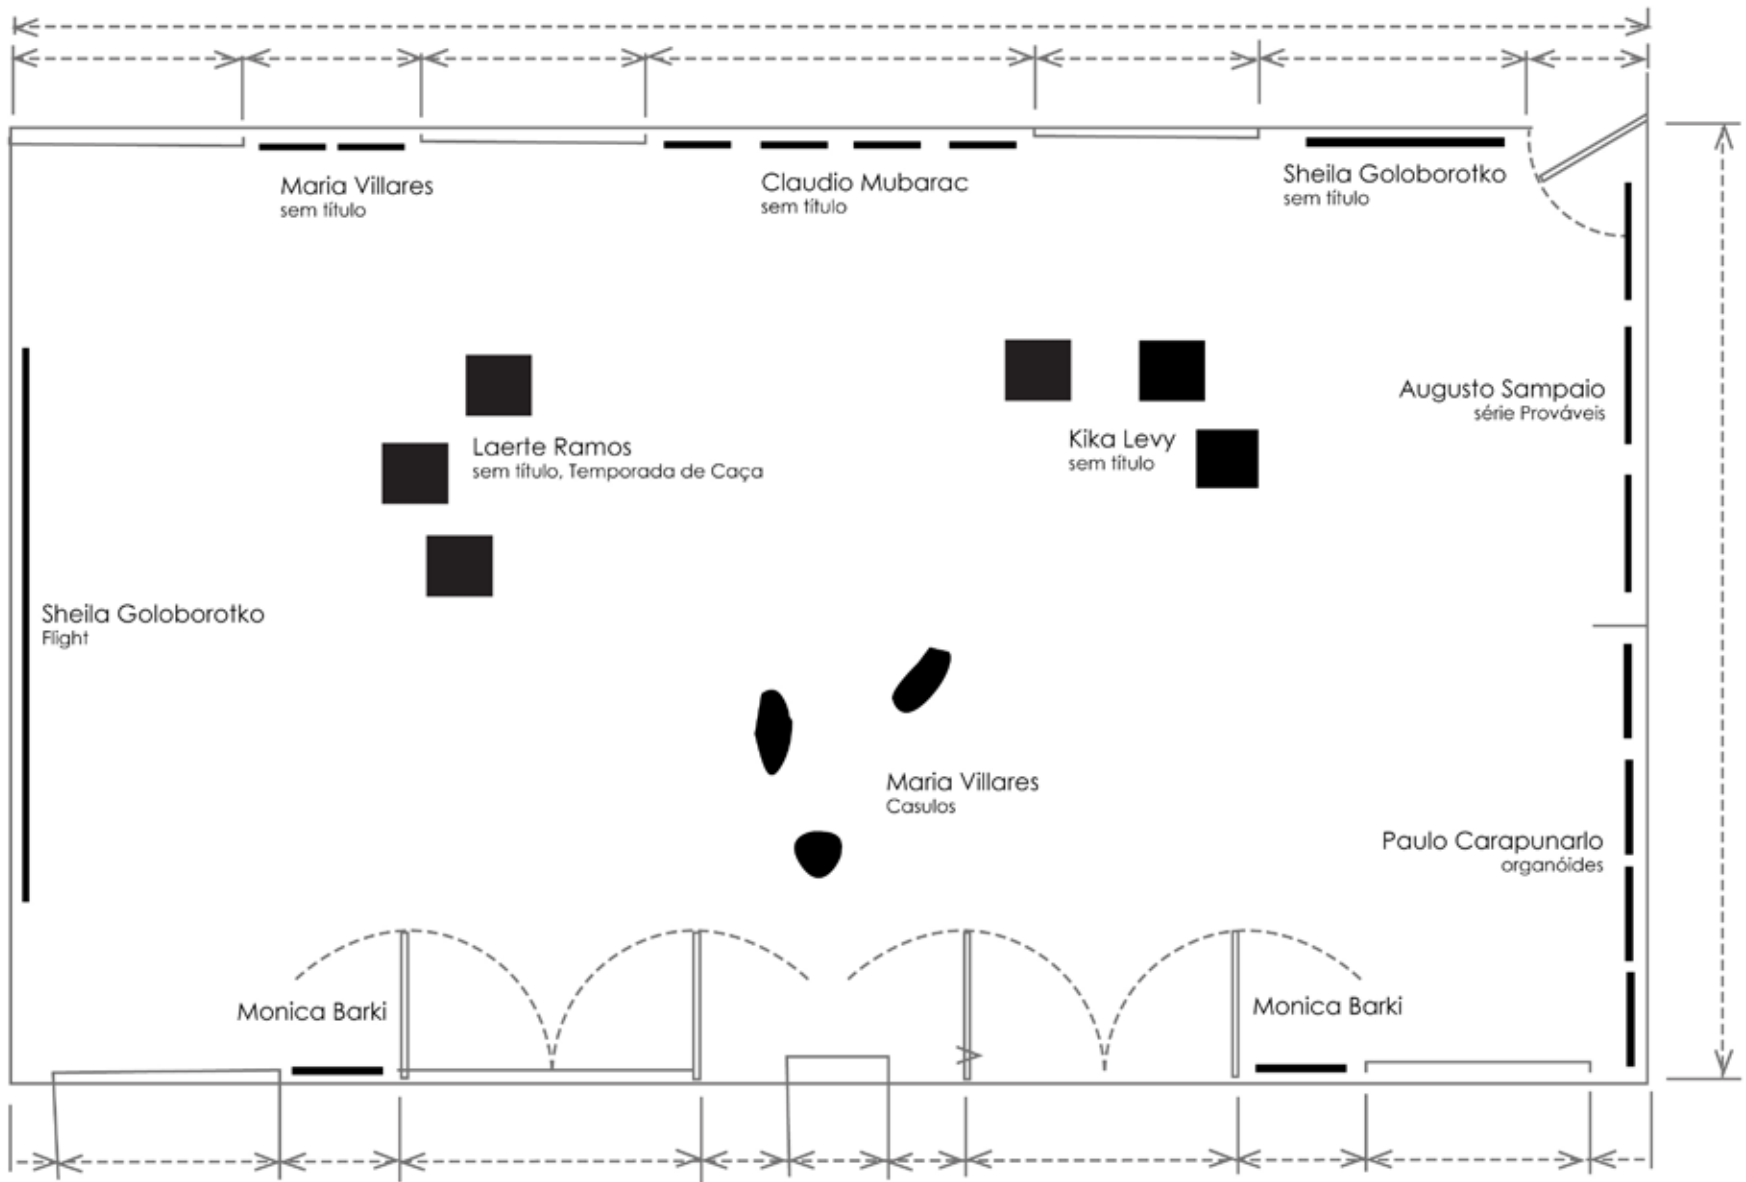 Maria Villares
sem título
Claudio Mubarac
sem título
Sheila Goloborotko
sem título
Augusto Sampaio
série Prováveis
Laerte Ramos
sem título, Temporada de Caça
Kika Levy
sem título
Sheila Goloborotko
Flight
Maria Villares
Casulos
Paulo Carapunarlo
organóides
Monica Barki
Monica Barki